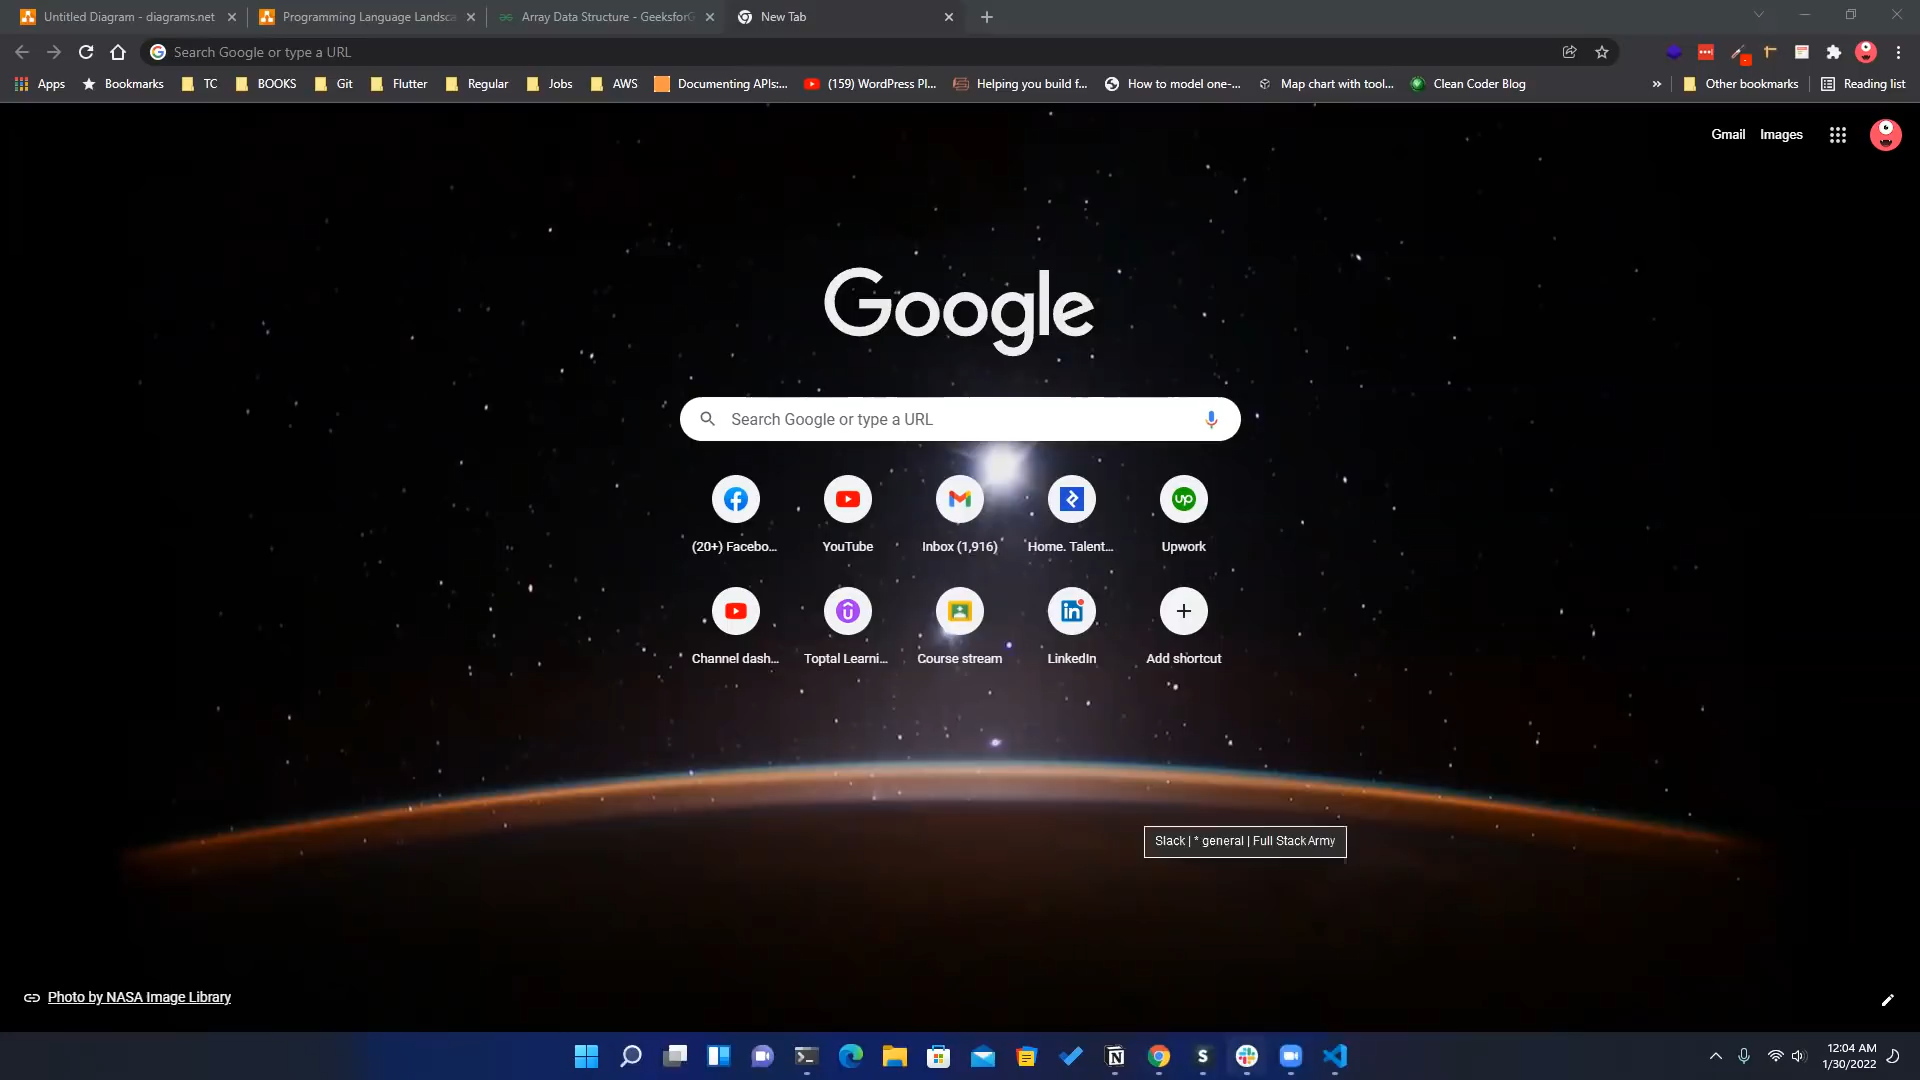 Untitled Diagram - diagrams.net
Programming Language Landsca
Array Data Structure - GeeksforG
New Tab
Search Google or type a URL
Apps
Bookmarks
TC
BOOKS
Git
Flutter
Regular
Jobs
AWS
Documenting APIs:...
(159) WordPress Pl...
Helping you build f...
How to model one-...
Map chart with tool...
Clean Coder Blog
»
Other bookmarks
Reading list
Gmail
Images
Google
Search Google or type a URL
(20+) Facebo...
YouTube
Inbox (1,916)
Home. Talent...
Upwork
Channel dash...
Toptal Learni...
Course stream
LinkedIn
Add shortcut
Slack | * general | Full Stack Army
Photo by NASA Image Library
12:04 AM
1/30/2022